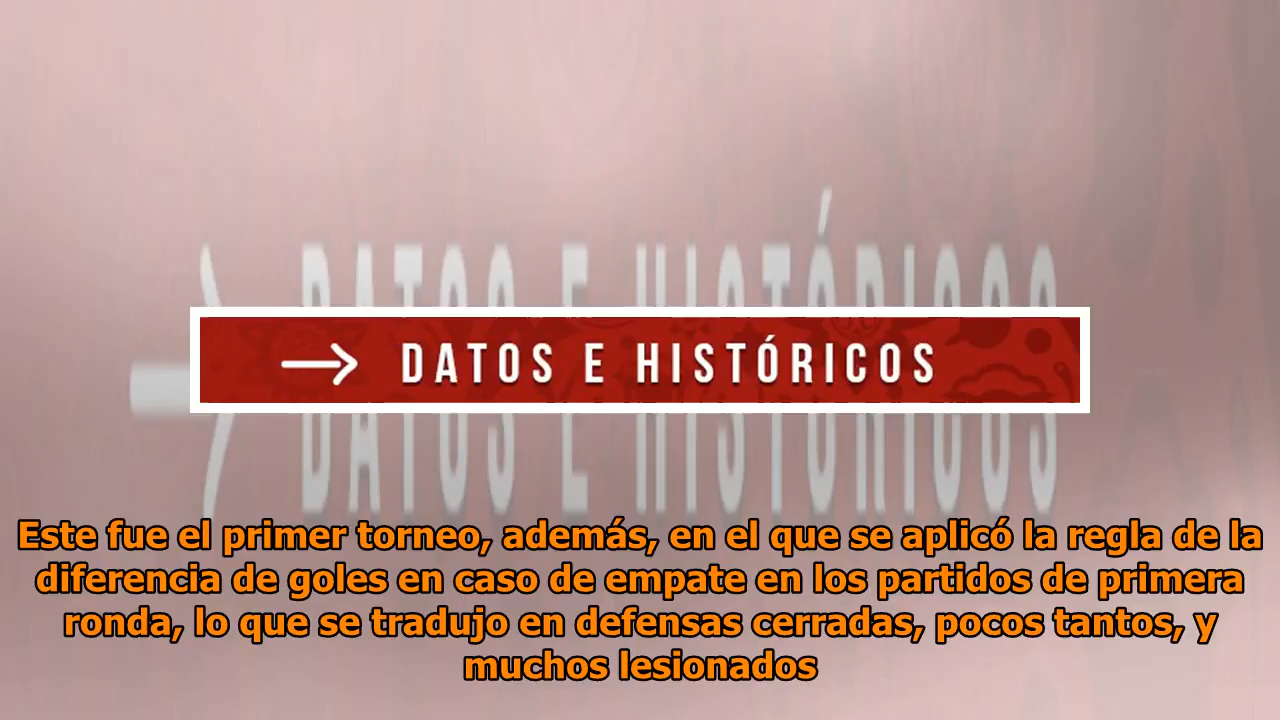 DATOS E HISTÓRICOS
→ DATOS E HISTÓRICOS
Este fue el primer torneo, además, en el que se aplicó la regla de la
diferencia de goles en caso de empate en los partidos de primera
ronda, lo que se tradujo en defensas cerradas, pocos tantos, y
muchos lesionados